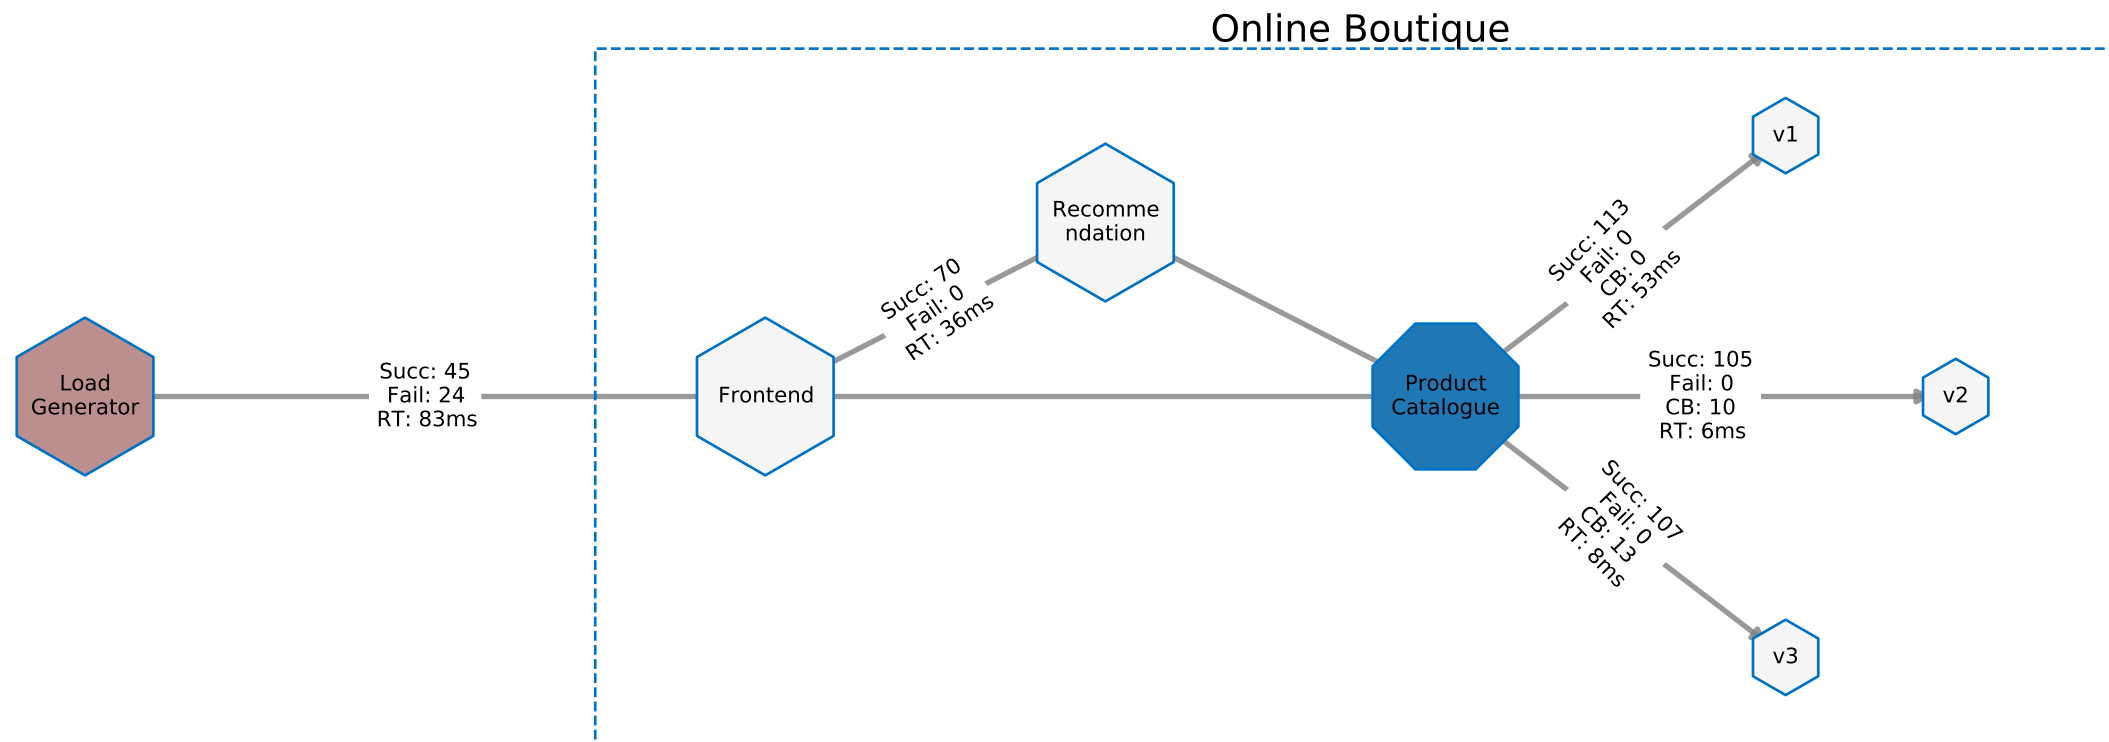 Online Boutique
Load
Generator
Succ: 45
Fail: 24
RT: 83ms
Frontend
Succ: 70
Fail: 0
RT: 36ms
Recomme
ndation
Product
Catalogue
Succ: 113
Fail: 0
CB: 0
RT: 53ms
v1
Succ: 105
Fail: 0
CB: 10
RT: 6ms
v2
Succ: 107
Fail: 0
CB: 13
RT: 8ms
v3